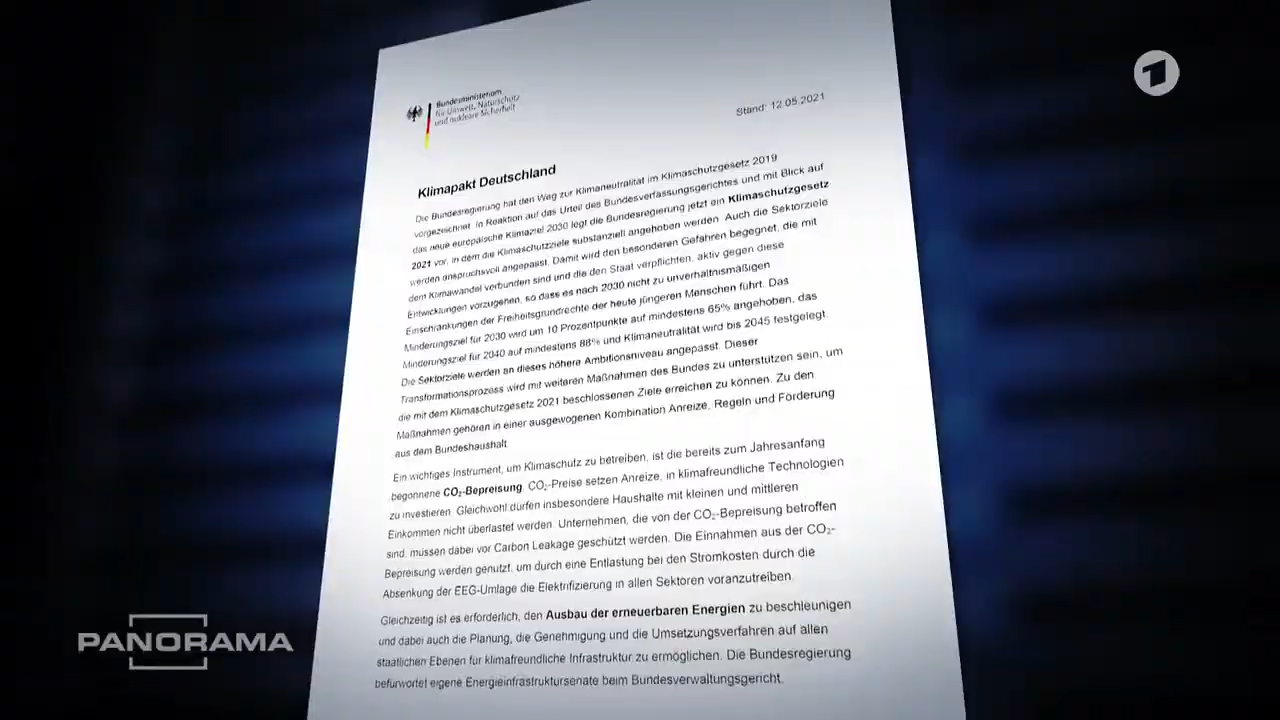 1
Bundesministerium
für Umwelt, Naturschutz
und nukleare Sicherheit
Stand: 12.05.2021
Klimapakt Deutschland
Die Bundesregierung hat den Weg zur Klimaneutralität im Klimaschutzgesetz 2019
vorgezeichnet. In Reaktion auf das Urteil des Bundesverfassungsgerichtes und mit Blick auf
das neue europäische Klimaziel 2030 legt die Bundesregierung jetzt ein Klimaschutzgesetz
2021 vor, in dem die Klimaschutzziele substanziell angehoben werden. Auch die Sektorziele
werden anspruchsvoll angepasst. Damit wird den besonderen Gefahren begegnet, die mit
dem Klimawandel verbunden sind und die den Staat verpflichten, aktiv gegen diese
Entwicklungen vorzugehen, so dass es nach 2030 nicht zu unverhältnismäßigen
Einschränkungen der Freiheitsgrundrechte der heute jüngeren Menschen führt. Das
Minderungsziel für 2030 wird um 10 Prozentpunkte auf mindestens 65% angehoben, das
Minderungsziel für 2040 auf mindestens 88% und Klimaneutralität wird bis 2045 festgelegt.
Die Sektorziele werden an dieses höhere Ambitionsniveau angepasst. Dieser
Transformationsprozess wird mit weiteren Maßnahmen des Bundes zu unterstützen sein, um
die mit dem Klimaschutzgesetz 2021 beschlossenen Ziele erreichen zu können. Zu den
Maßnahmen gehören in einer ausgewogenen Kombination Anreize, Regeln und Förderung
aus dem Bundeshaushalt
Ein wichtiges Instrument, um Klimaschutz zu betreiben, ist die bereits zum Jahresanfang
begonnene CO₂-Bepreisung. CO₂-Preise setzen Anreize, in klimafreundliche Technologien
zu investieren. Gleichwohl dürfen insbesondere Haushalte mit kleinen und mittleren
Einkommen nicht überlastet werden. Unternehmen, die von der CO₂-Bepreisung betroffen
sind, müssen dabei vor Carbon Leakage geschützt werden. Die Einnahmen aus der CO₂-
Bepreisung werden genutzt, um durch eine Entlastung bei den Stromkosten durch die
Absenkung der EEG-Umlage die Elektrifizierung in allen Sektoren voranzutreiben.
Gleichzeitig ist es erforderlich, den Ausbau der erneuerbaren Energien zu beschleunigen
und dabei auch die Planung, die Genehmigung und die Umsetzungsverfahren auf allen
staatlichen Ebenen für klimafreundliche Infrastruktur zu ermöglichen. Die Bundesregierung
befürwortet eigene Energieinfrastruktursenate beim Bundesverwaltungsgericht.
PANORAMA